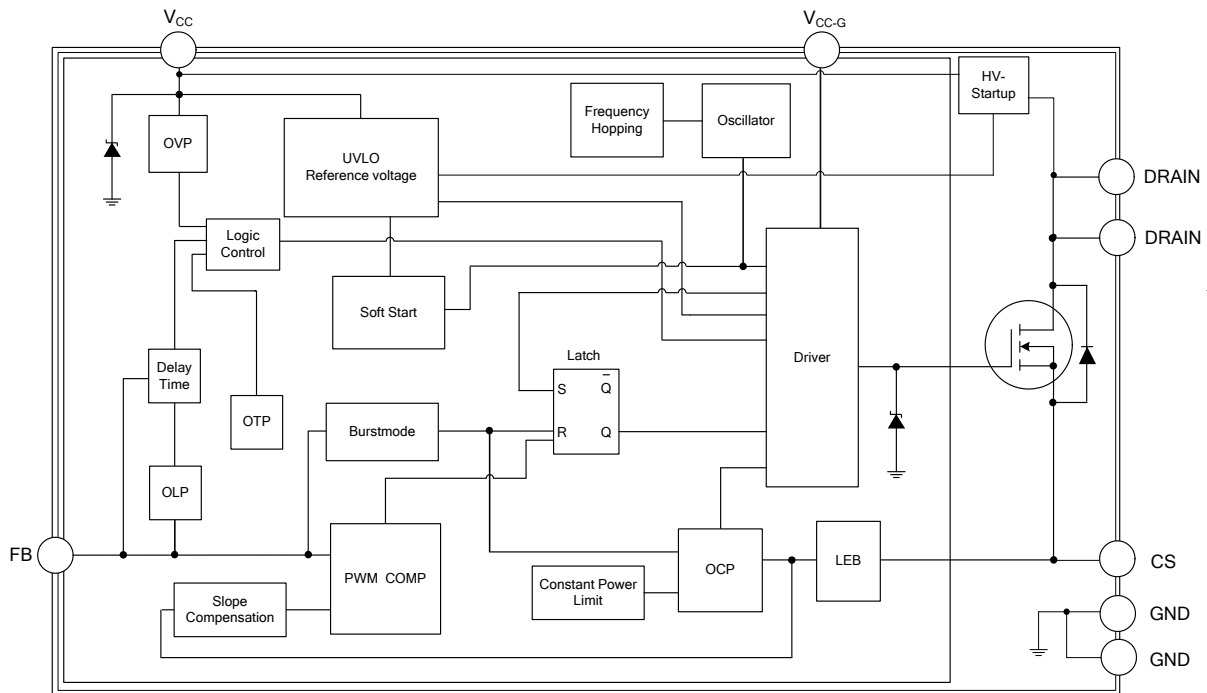 VCC
VCC-G
HV-
Startup
Frequency
Hopping
Oscillator
OVP
UVLO
Reference voltage
DRAIN
DRAIN
Logic
Control
Soft Start
Driver
Latch
Delay
Time
S
Q̅
OTP
Burstmode
R
Q
OLP
FB
PWM COMP
OCP
LEB
CS
Constant Power
Limit
Slope
Compensation
GND
GND